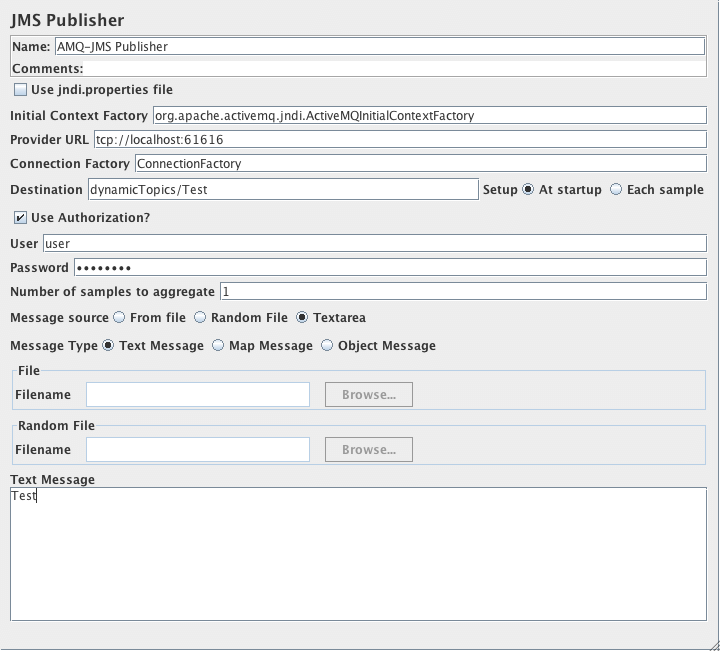 JMS Publisher
Name: AMQ-JMS Publisher
Comments:
Use jndi.properties file
Initial Context Factory org.apache.activemq.jndi.ActiveMQInitialContextFactory
Provider URL tcp://localhost:61616
Connection Factory ConnectionFactory
Destination dynamicTopics/Test Setup At startup Each sample
Use Authorization?
User user
Password ••••••••
Number of samples to aggregate 1
Message source From file Random File Textarea
Message Type Text Message Map Message Object Message
File
Filename Browse...
Random File
Filename Browse...
Text Message
Test